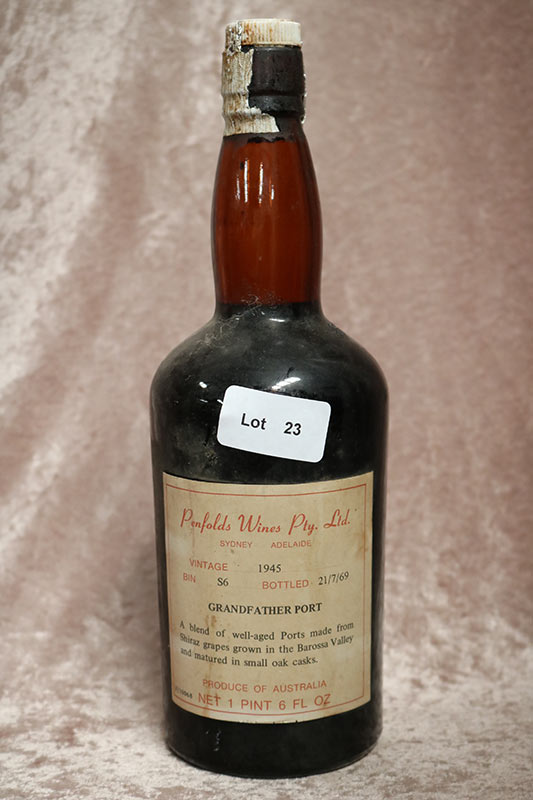 Lot 23
Penfolds Wines Pty. Ltd.
SYDNEY ADELAIDE
VINTAGE 1945
BIN S6 BOTTLED 21/7/69
GRANDFATHER PORT
A blend of well-aged Ports made from
Shiraz grapes grown in the Barossa Valley
and matured in small oak casks.
PRODUCE OF AUSTRALIA
NET 1 PINT 6 FL OZ